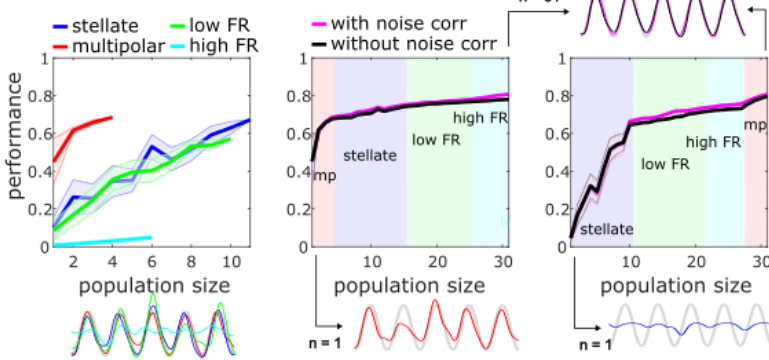 stellate low FR
multipolar high FR
with noise corr
without noise corr
performance
1
0.8
0.6
0.4
0.2
0
2 4 6 8 10
population size
1
0.8
0.6
0.4
0.2
0
mp
stellate
low FR
high FR
10 20 30
population size
n = 1
1
0.8
0.6
0.4
0.2
0
stellate
low FR
high FR
mp
10 20 30
population size
n = 1